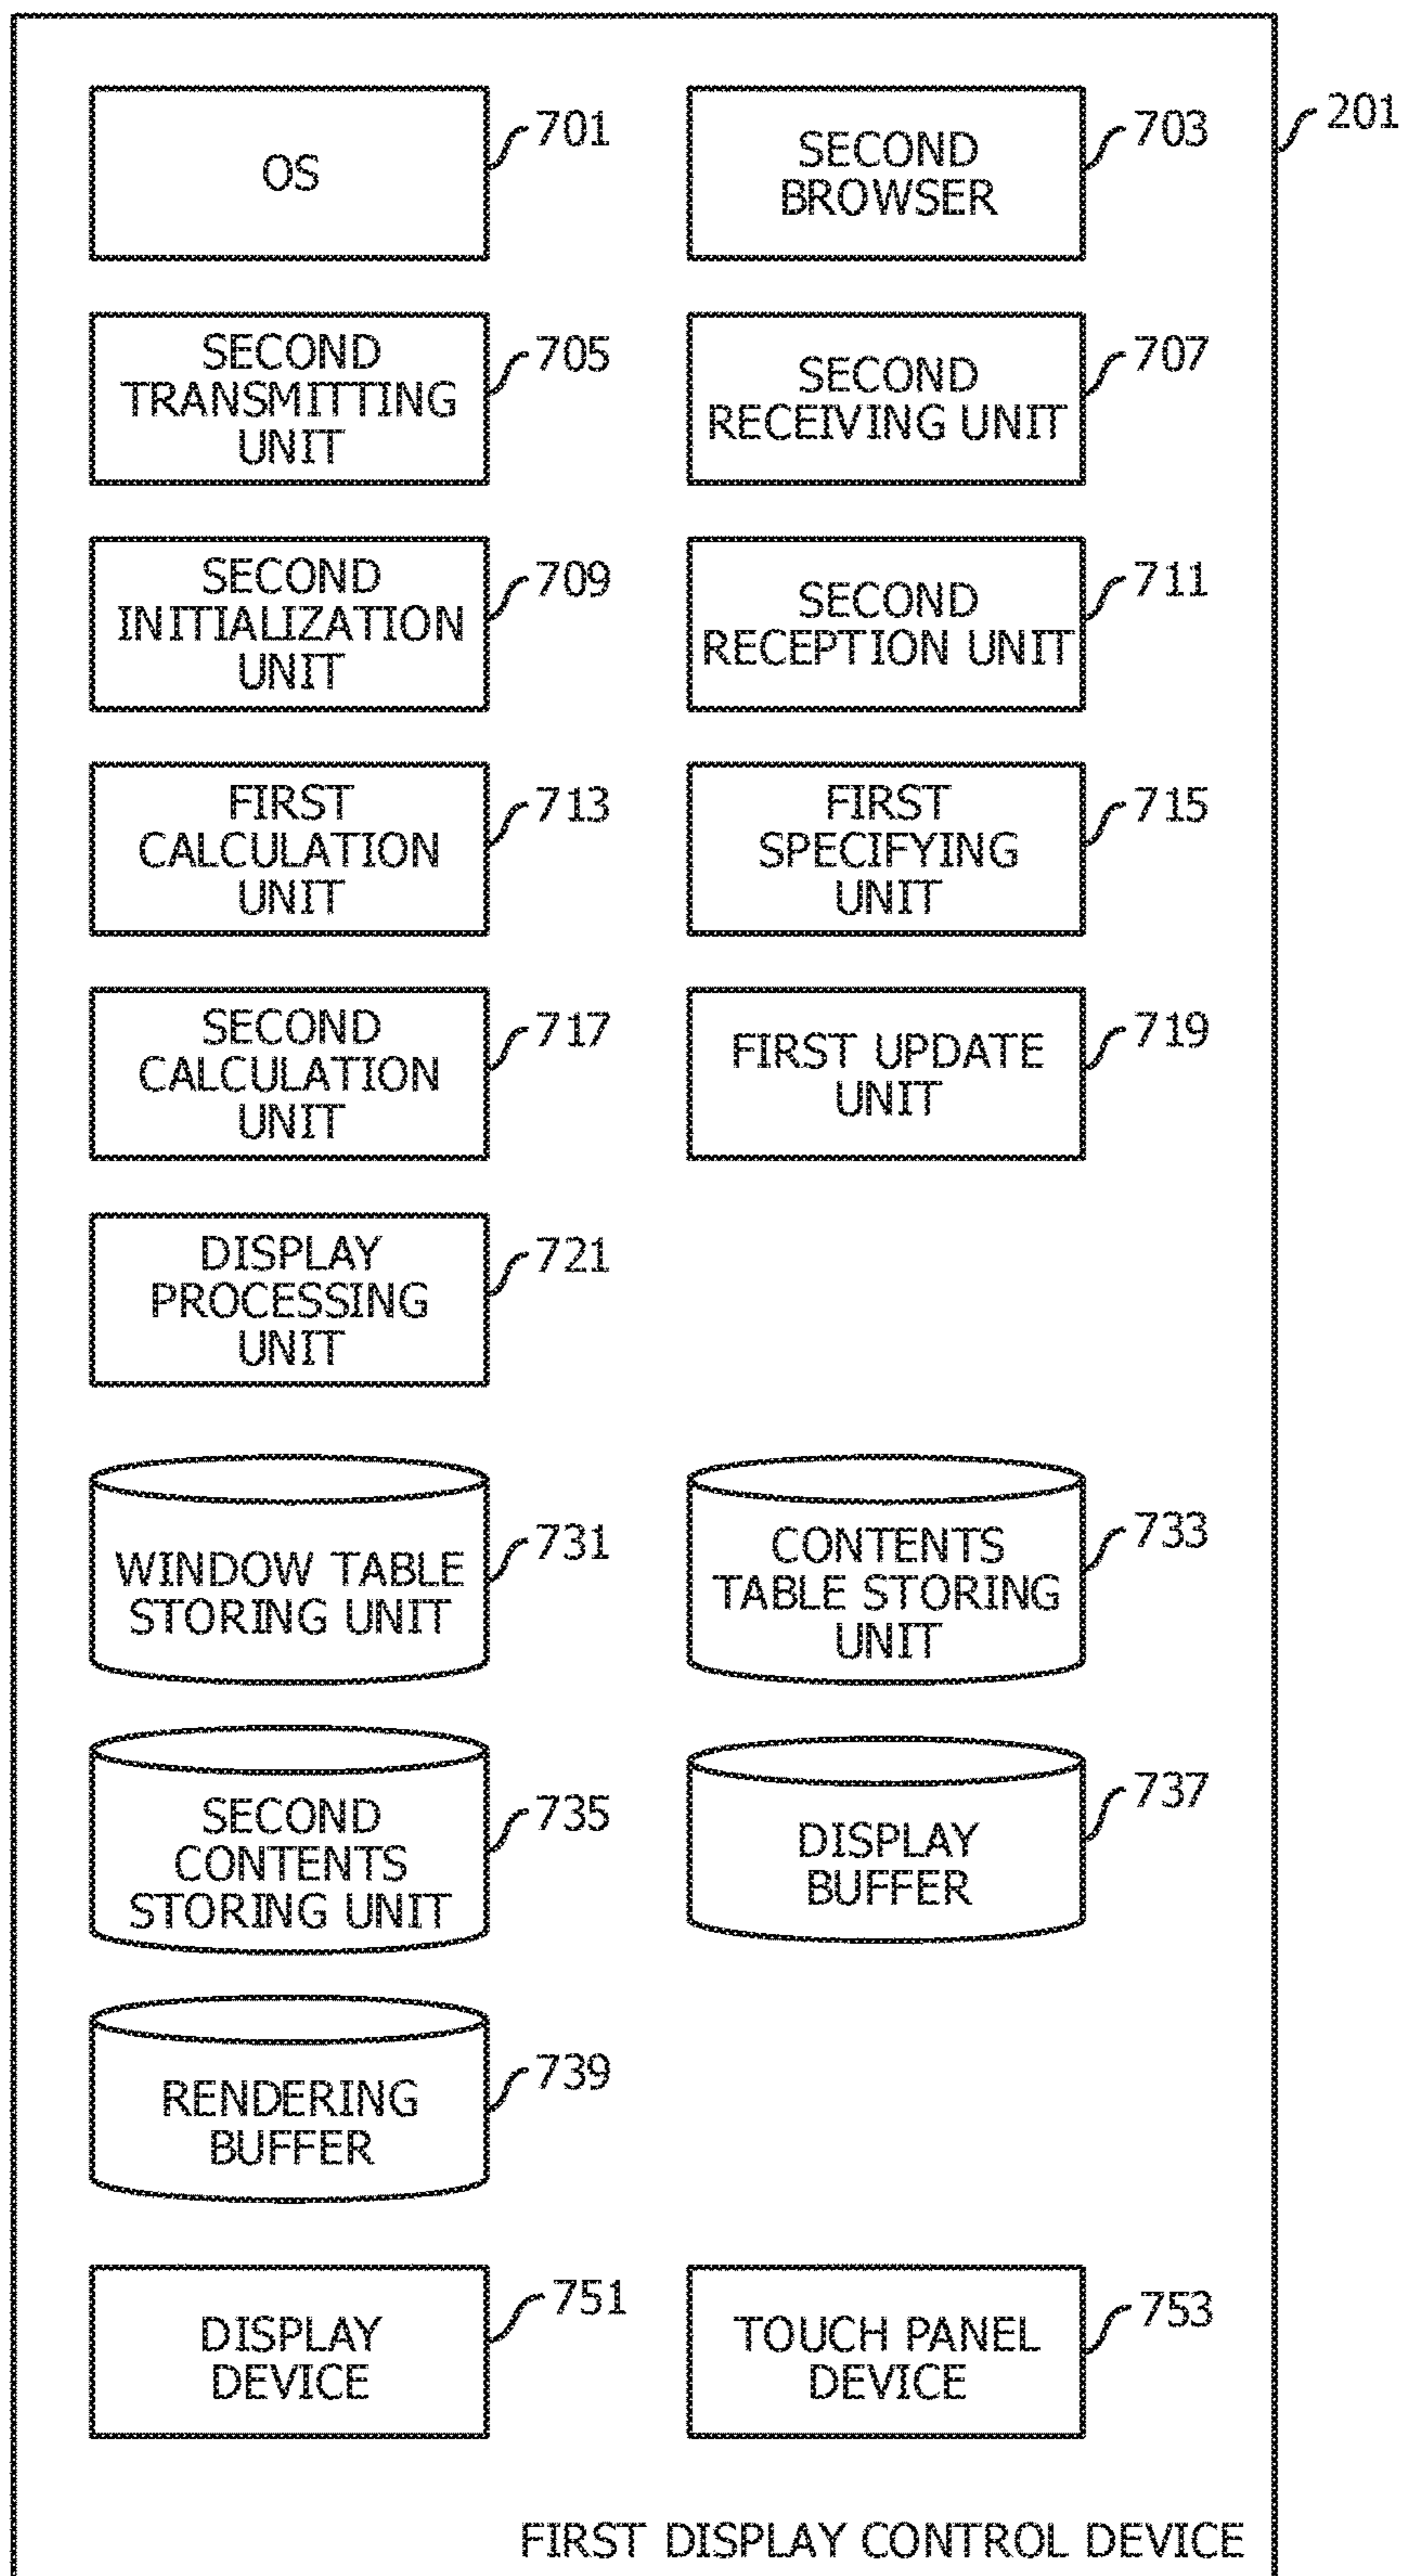 201
OS
701
SECOND
BROWSER
703
SECOND
TRANSMITTING
UNIT
705
SECOND
RECEIVING UNIT
707
SECOND
INITIALIZATION
UNIT
709
SECOND
RECEPTION UNIT
711
FIRST
CALCULATION
UNIT
713
FIRST
SPECIFYING
UNIT
715
SECOND
CALCULATION
UNIT
717
FIRST UPDATE
UNIT
719
DISPLAY
PROCESSING
UNIT
721
WINDOW TABLE
STORING UNIT
731
CONTENTS
TABLE STORING
UNIT
733
SECOND
CONTENTS
STORING UNIT
735
DISPLAY
BUFFER
737
RENDERING
BUFFER
739
DISPLAY
DEVICE
751
TOUCH PANEL
DEVICE
753
FIRST DISPLAY CONTROL DEVICE